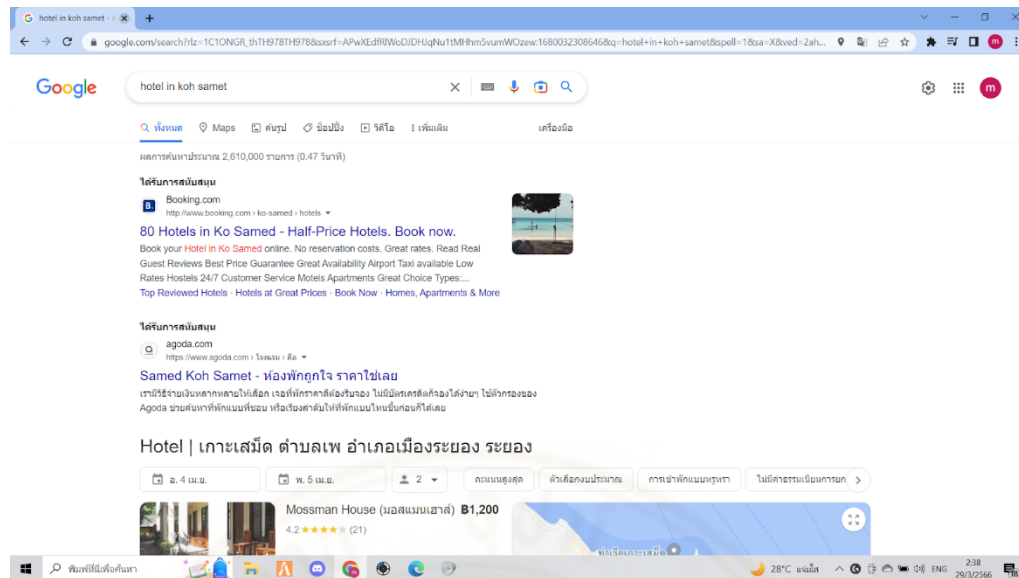 hotel in koh samet - 
google.com/search?rlz=1C1ONGR_thTH978TH978&sxsrf=APwXEdfRlWoDJDHJqNu1tMHhm5vumWOzew:1680032308646&q=hotel+in+koh+samet&spell=1&sa=X&ved=2ah...
m
Google
hotel in koh samet
m
ทั้งหมด Maps ค้นรูป ช็อปปิ้ง วิดีโอ เพิ่มเติม เครื่องมือ
ผลการค้นหาประมาณ 2,610,000 รายการ (0.47 วินาที)
ได้รับการสนับสนุน
B. Booking.com
http://www.booking.com › ko-samed › hotels
80 Hotels in Ko Samed - Half-Price Hotels. Book now.
Book your Hotel in Ko Samed online. No reservation costs. Great rates. Read Real
Guest Reviews Best Price Guarantee Great Availability Airport Taxi available Low
Rates Hostels 24/7 Customer Service Motels Apartments Great Choice Types:...
Top Reviewed Hotels · Hotels at Great Prices · Book Now · Homes, Apartments & More
ได้รับการสนับสนุน
agoda.com
https://www.agoda.com › โรงแรม › คือ
Samed Koh Samet - ห้องพักถูกใจ ราคาใช่เลย
เรามีวิธีจ่ายเงินหลากหลายให้เลือก เจอที่พักราคาดีต้องรีบจอง ไม่มีบัตรเครดิตก็จองได้ง่ายๆ ใช้ตัวกรองของ
Agoda ช่วยค้นหาที่พักแบบที่ชอบ หรือเรียงลำดับให้ที่พักแบบไหนขึ้นก่อนก็ได้เลย
Hotel | เกาะเสม็ด ตำบลเพ อำเภอเมืองระยอง ระยอง
อ. 4 เม.ย. พ. 5 เม.ย. 2 คะแนนสูงสุด ตัวเลือกงบประมาณ การเข้าพักแบบหรูหรา ไม่มีค่าธรรมเนียมการยก
Mossman House (มอสแมนเฮาส์) ฿1,200
4.2 ★★★★★ (21)
ท่าเรือเกาะเสม็ด
พิมพ์ที่นี่เพื่อค้นหา
28°C แจ่มใส ENG 2:38
29/3/2566